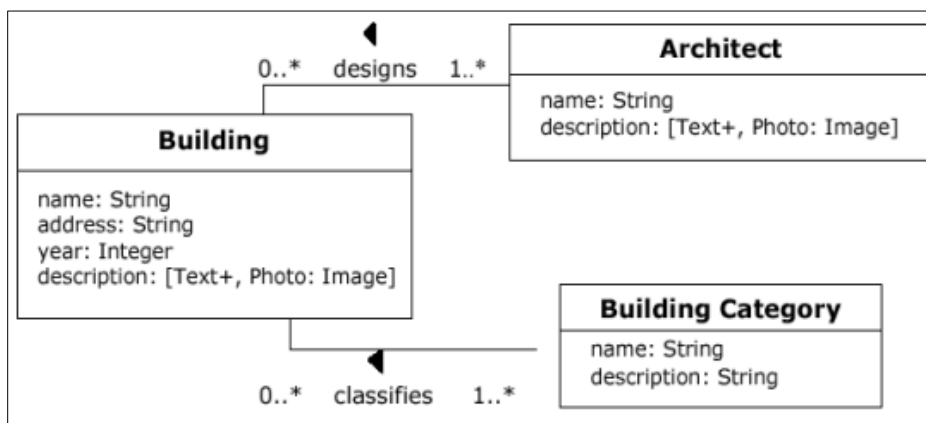 0..* designs 1..*
Architect
name: String
description: [Text+, Photo: Image]
Building
name: String
address: String
year: Integer
description: [Text+, Photo: Image]
Building Category
name: String
description: String
0..* classifies 1..*